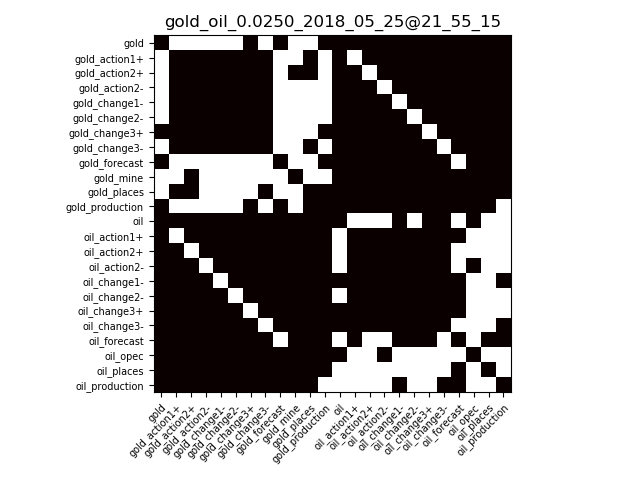 gold_oil_0.0250_2018_05_25@21_55_15
gold
gold_action1+
gold_action2+
gold_action2-
gold_change1-
gold_change2-
gold_change3+
gold_change3-
gold_forecast
gold_mine
gold_places
gold_production
oil
oil_action1+
oil_action2+
oil_action2-
oil_change1-
oil_change2-
oil_change3+
oil_change3-
oil_forecast
oil_opec
oil_places
oil_production
gold
gold_action1+
gold_action2+
gold_action2-
gold_change1-
gold_change2-
gold_change3+
gold_change3-
gold_forecast
gold_mine
gold_places
gold_production
oil
oil_action1+
oil_action2+
oil_action2-
oil_change1-
oil_change2-
oil_change3+
oil_change3-
oil_forecast
oil_opec
oil_places
oil_production